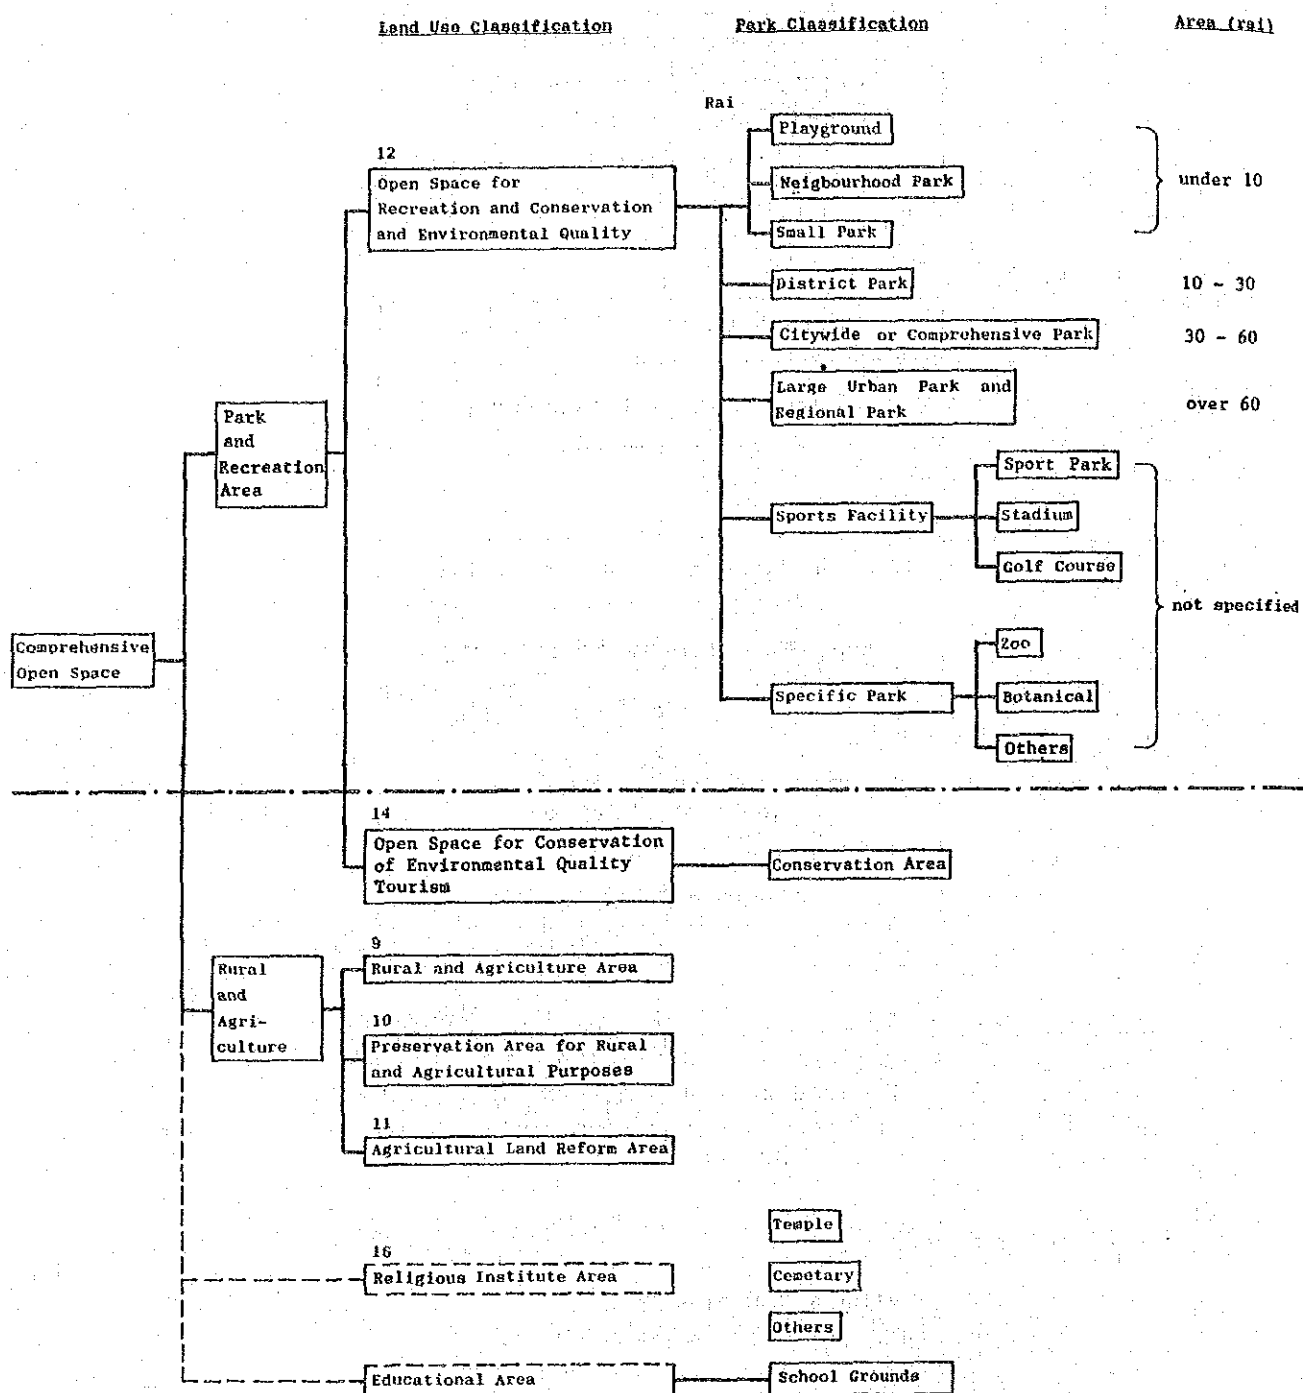 Land Use Classification
Park Classification
Area (rai)
Rai
Playground
12
Open Space for
Recreation and Conservation
and Environmental Quality
Neigbourhood Park
under 10
Small Park
District Park
10 - 30
Citywide or Comprehensive Park
30 - 60
Large Urban Park and
Regional Park
over 60
Park
and
Recreation
Area
Sport Park
Sports Facility
Stadium
Golf Course
not specified
Comprehensive
Open Space
Zoo
Specific Park
Botanical
Others
14
Open Space for Conservation
of Environmental Quality
Tourism
Conservation Area
9
Rural and Agriculture Area
Rural
and
Agri-
culture
10
Preservation Area for Rural
and Agricultural Purposes
11
Agricultural Land Reform Area
Temple
16
Religious Institute Area
Cemetary
Others
Educational Area
School Grounds